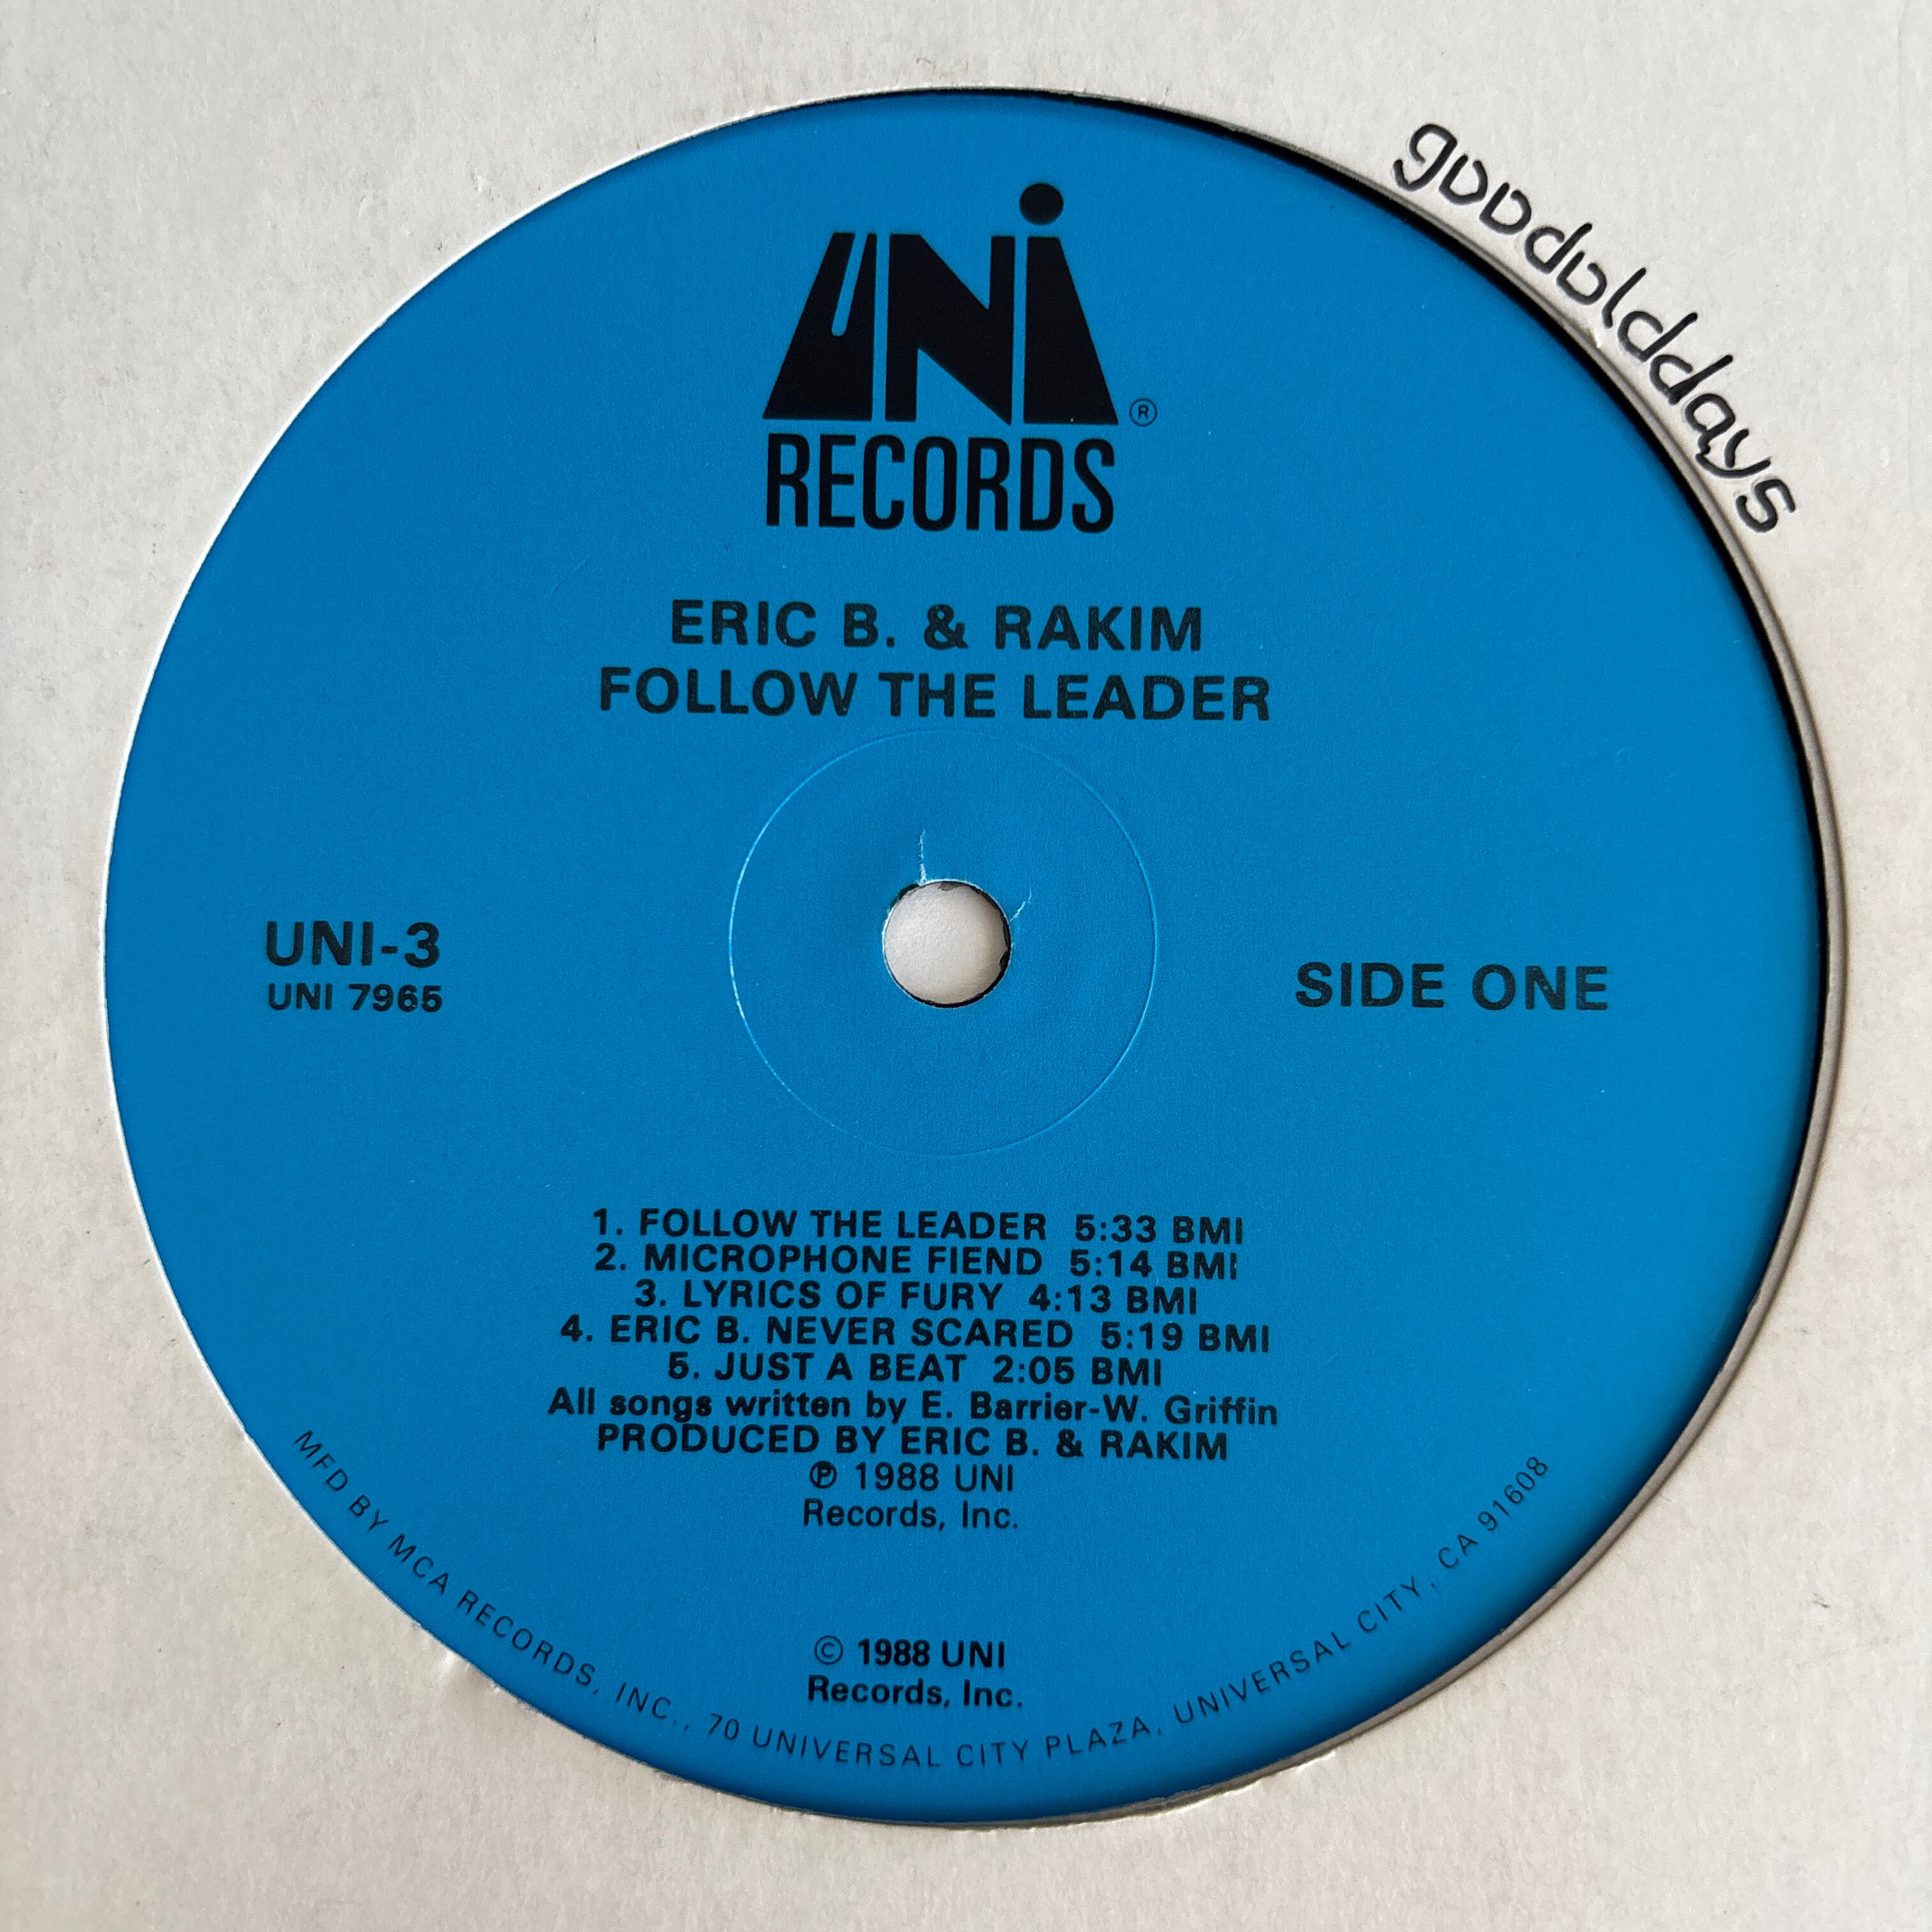 gooddolddays
UNI ®
RECORDS
ERIC B. & RAKIM
FOLLOW THE LEADER
UNI-3
UNI 7965
SIDE ONE
1. FOLLOW THE LEADER 5:33 BMI
2. MICROPHONE FIEND 5:14 BMI
3. LYRICS OF FURY 4:13 BMI
4. ERIC B. NEVER SCARED 5:19 BMI
5. JUST A BEAT 2:05 BMI
All songs written by E. Barrier-W. Griffin
PRODUCED BY ERIC B. & RAKIM
℗ 1988 UNI
Records, Inc.
© 1988 UNI
Records, Inc.
MFD BY MCA RECORDS, INC., 70 UNIVERSAL CITY PLAZA, UNIVERSAL CITY, CA 91608